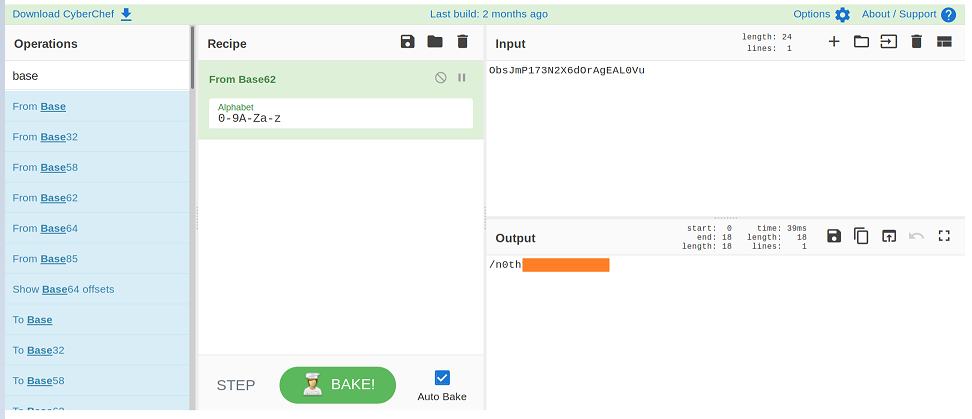 Download CyberChef
Last build: 2 months ago
Options
About / Support
Operations
base
From Base
From Base32
From Base58
From Base62
From Base64
From Base85
Show Base64 offsets
To Base
To Base32
To Base58
Recipe
From Base62
Alphabet
0-9A-Za-z
STEP
BAKE!
Auto Bake
Input
length: 24
lines: 1
ObsJmP173N2X6dOrAgEAL0Vu
Output
start: 0
end: 18
length: 18
time: 39ms
length: 18
lines: 1
/n0th